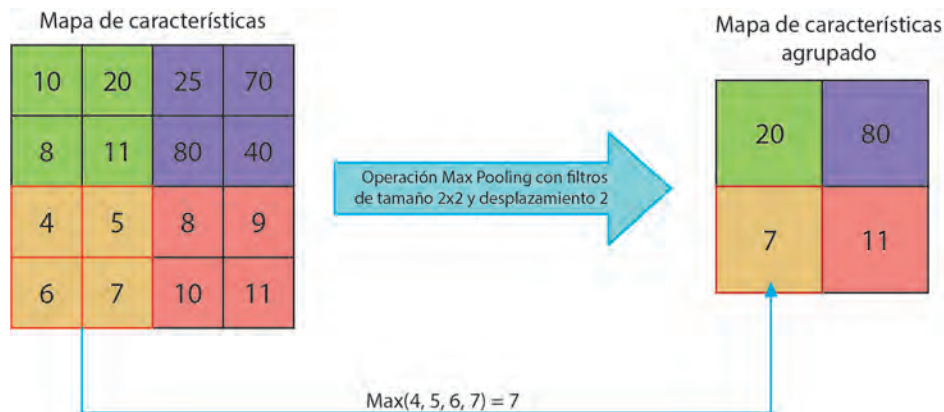 Mapa de características
10 20 25 70
8 11 80 40
4 5 8 9
6 7 10 11
Operación Max Pooling con filtros
de tamaño 2x2 y desplazamiento 2
Mapa de características
agrupado
20 80
7 11
Max(4, 5, 6, 7) = 7